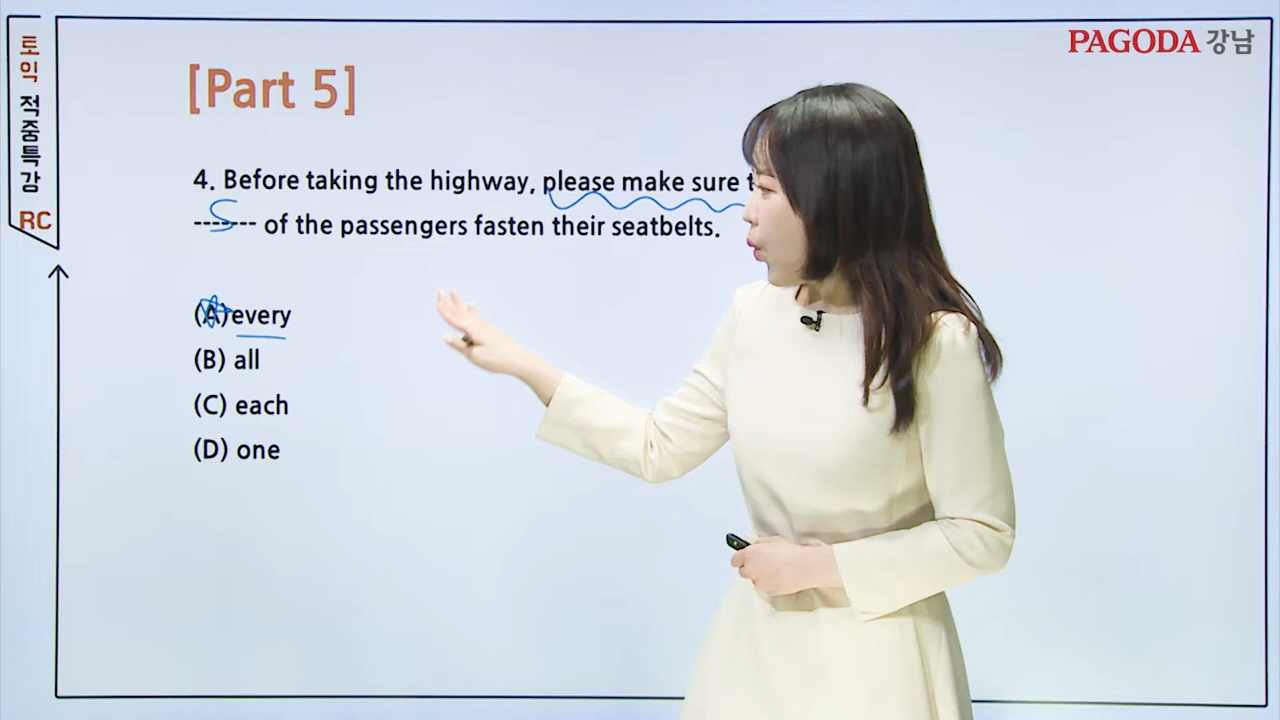 토익 적중특강
RC
PAGODA 강남
[Part 5]
4. Before taking the highway, please make sure
------- of the passengers fasten their seatbelts.
S
(A) every
(B) all
(C) each
(D) one